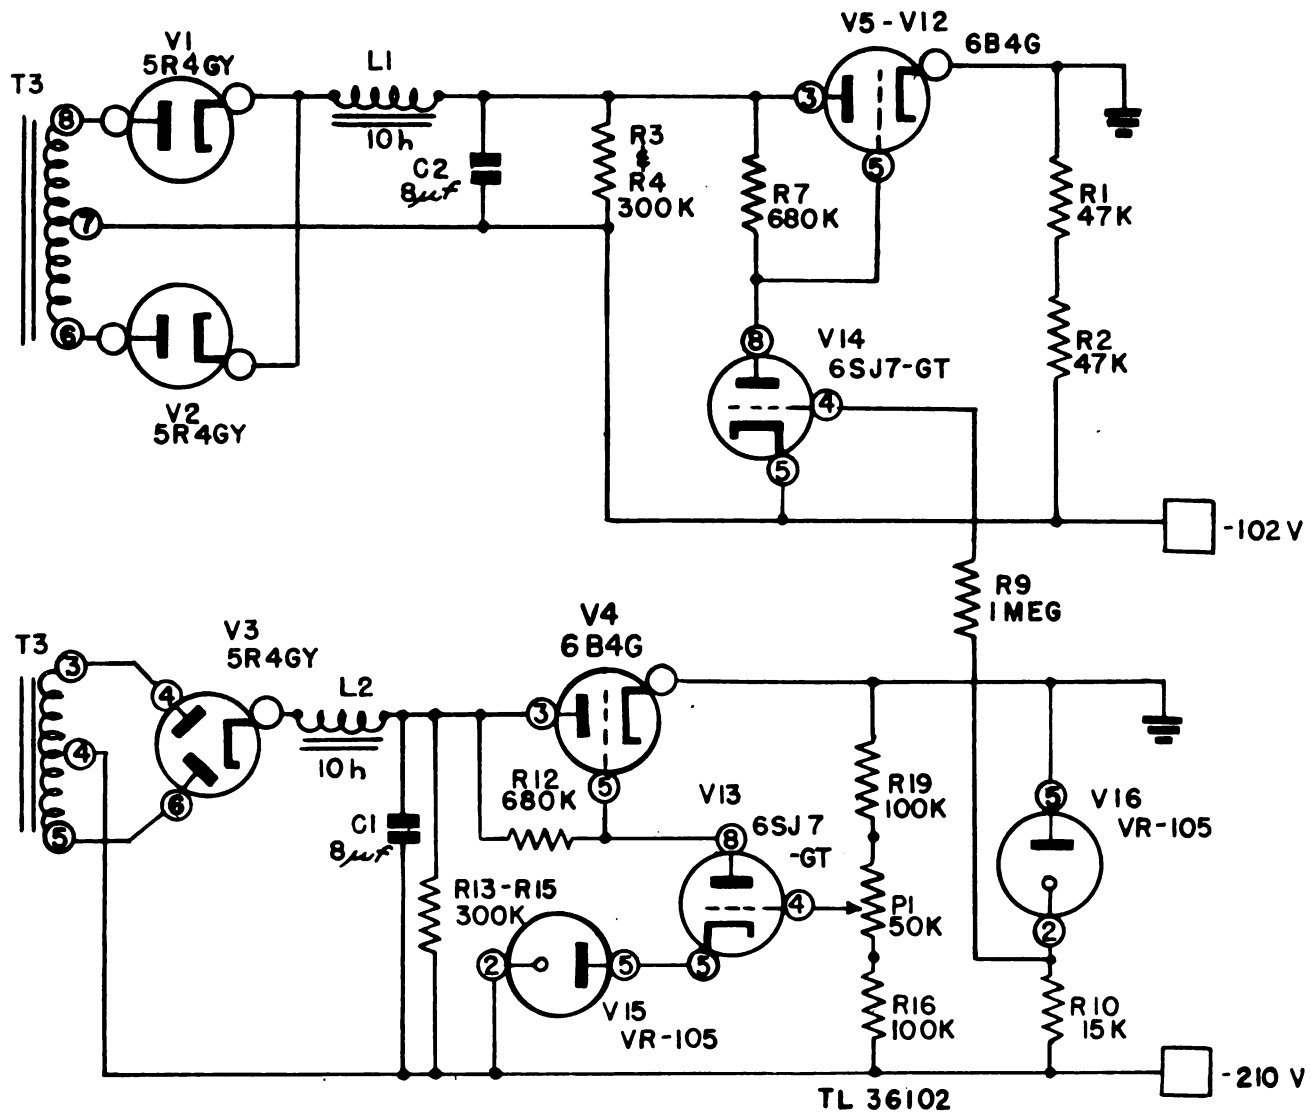 V5-V12
6B4G
V1
5R4GY
L1
T3
8
3
10h
R3
&
R4
300K
C2
8µf
5
R7
680K
R1
47K
7
6
8
V14
6SJ7-GT
R2
47K
4
V2
5R4GY
5
-102V
R9
1MEG
V4
6B4G
V3
5R4GY
T3
3
4
L2
3
4
10h
5
R12
680K
V13
R19
100K
5
V16
VR-105
6
5
C1
8µf
8
6SJ7
-GT
R13-R15
300K
4
P1
50K
2
2
5
5
V15
VR-105
R16
100K
R10
15K
-210V
TL 36102